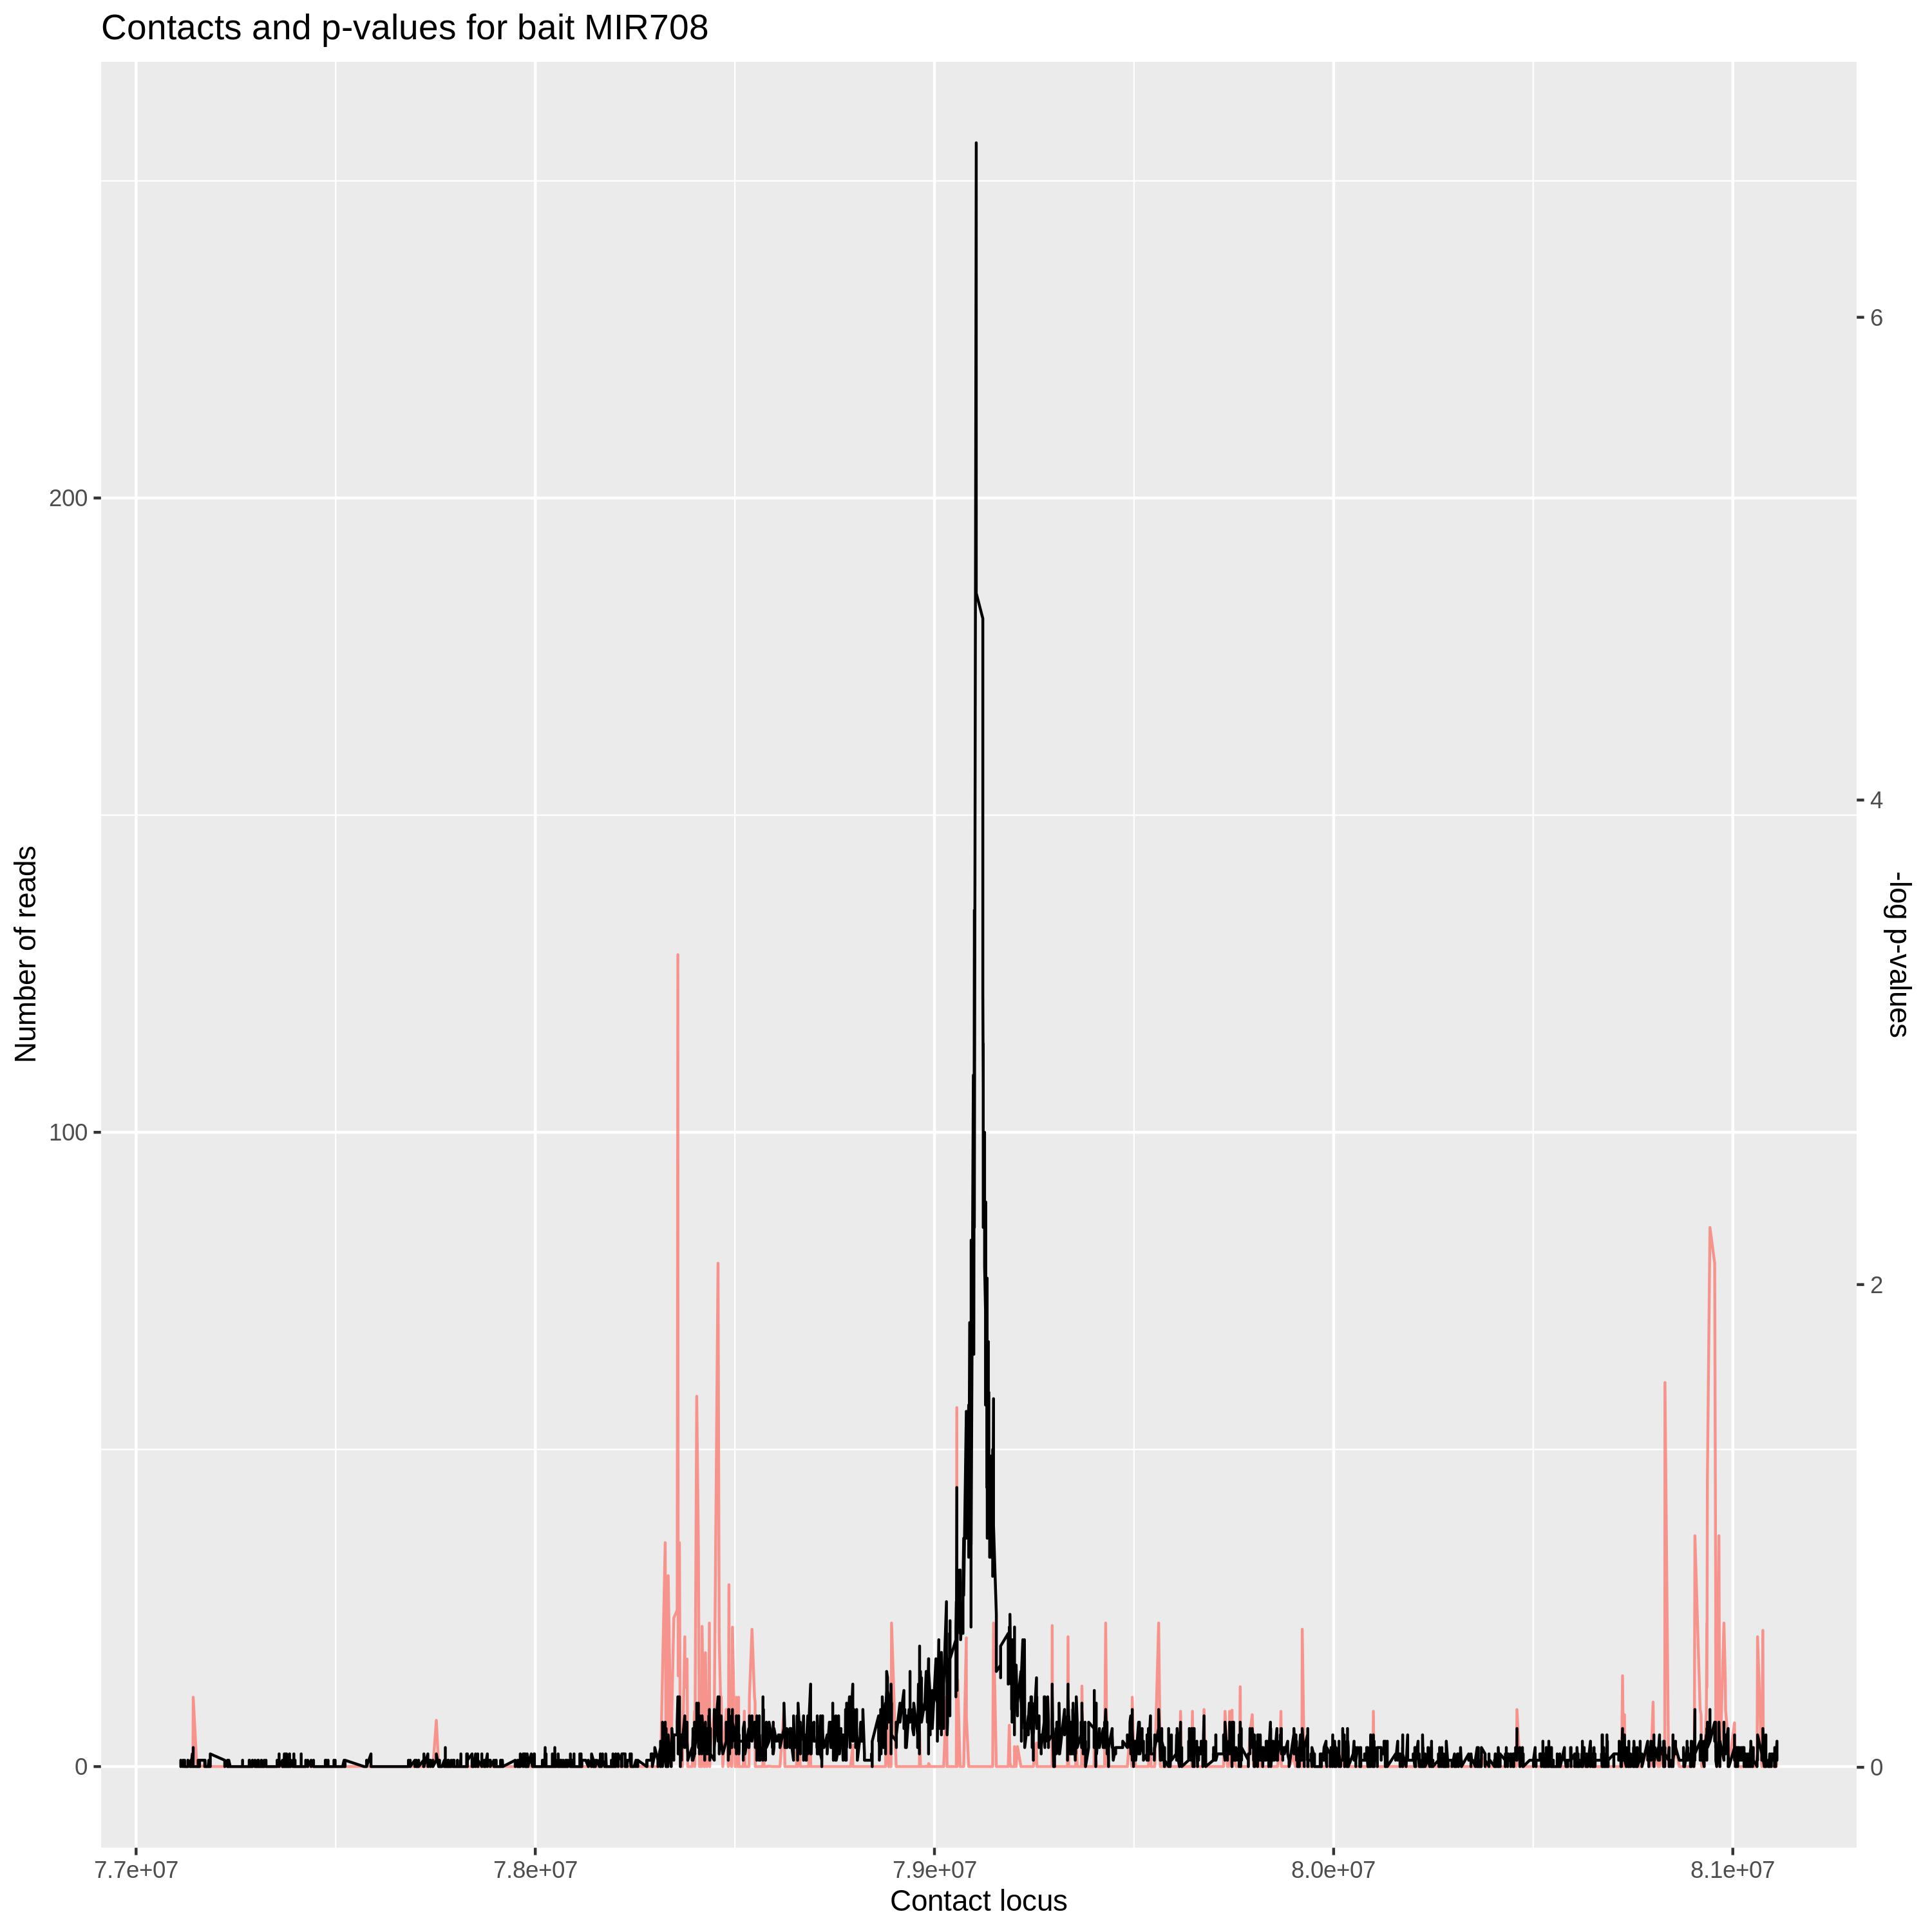 Contacts and p-values for bait MIR708
Number of reads
200
100
0
6
4
2
0
-log p-values
7.7e+07 7.8e+07 7.9e+07 8.0e+07 8.1e+07
Contact locus